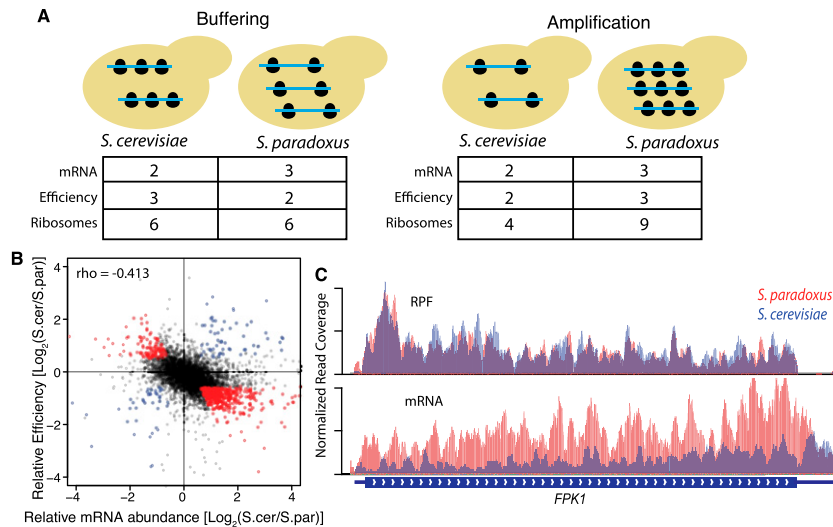 A
Buffering
Amplification
S. cerevisiae
S. paradoxus
S. cerevisiae
S. paradoxus
mRNA 2 3
Efficiency 3 2
Ribosomes 6 6
mRNA 2 3
Efficiency 2 3
Ribosomes 4 9
B
rho = -0.413
Relative Efficiency [Log2(S.cer/S.par)]
4
2
0
−2
−4
−4 −2 0 2 4
Relative mRNA abundance [Log2(S.cer/S.par)]
C
RPF
S. paradoxus
S. cerevisiae
Normalized Read Coverage
mRNA
FPK1